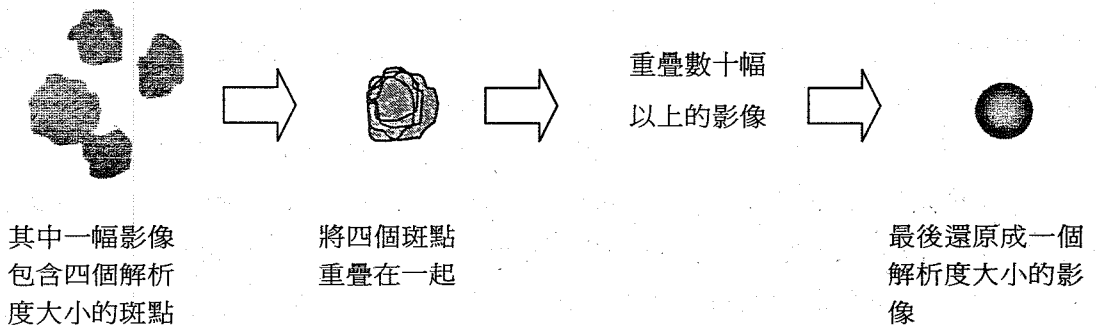 重疊數十幅
以上的影像
其中一幅影像
包含四個解析
度大小的斑點
將四個斑點
重疊在一起
最後還原成一個
解析度大小的影
像